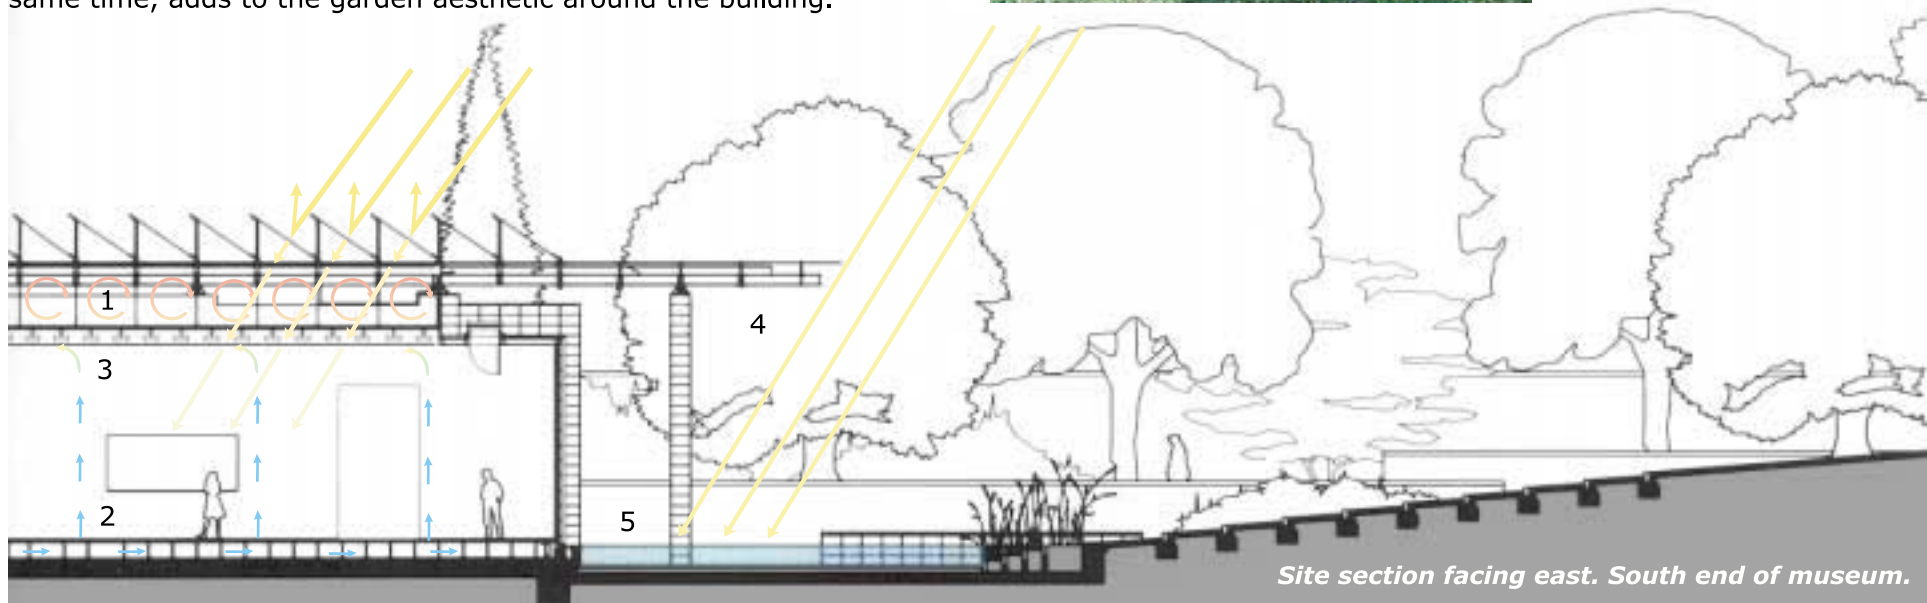 same time, adds to the garden aesthetic around the building.
1
4
3
2
5
Site section facing east. South end of museum.